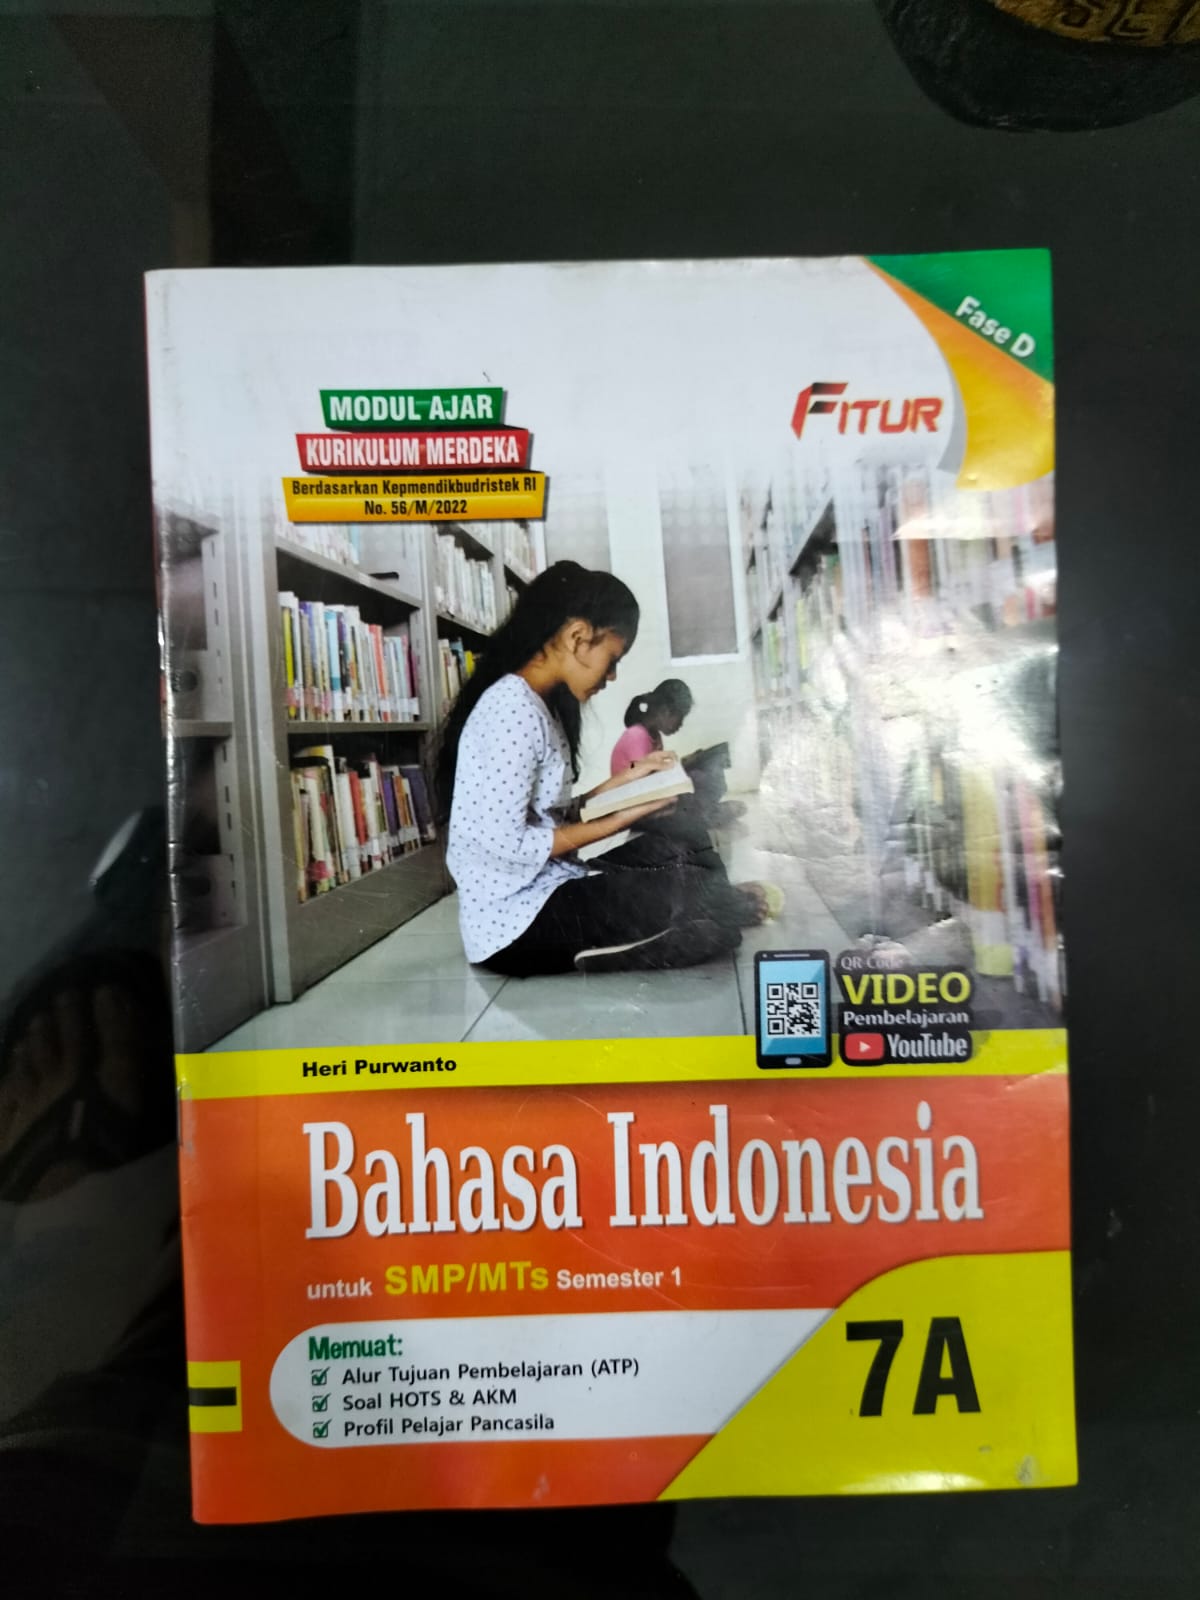 Fase D
FITUR
MODUL AJAR
KURIKULUM MERDEKA
Berdasarkan Kepmendikbudristek RI
No. 56/M/2022
QR Code
VIDEO
Pembelajaran
YouTube
Heri Purwanto
Bahasa Indonesia
untuk SMP/MTs Semester 1
7A
Memuat:
Alur Tujuan Pembelajaran (ATP)
Soal HOTS & AKM
Profil Pelajar Pancasila